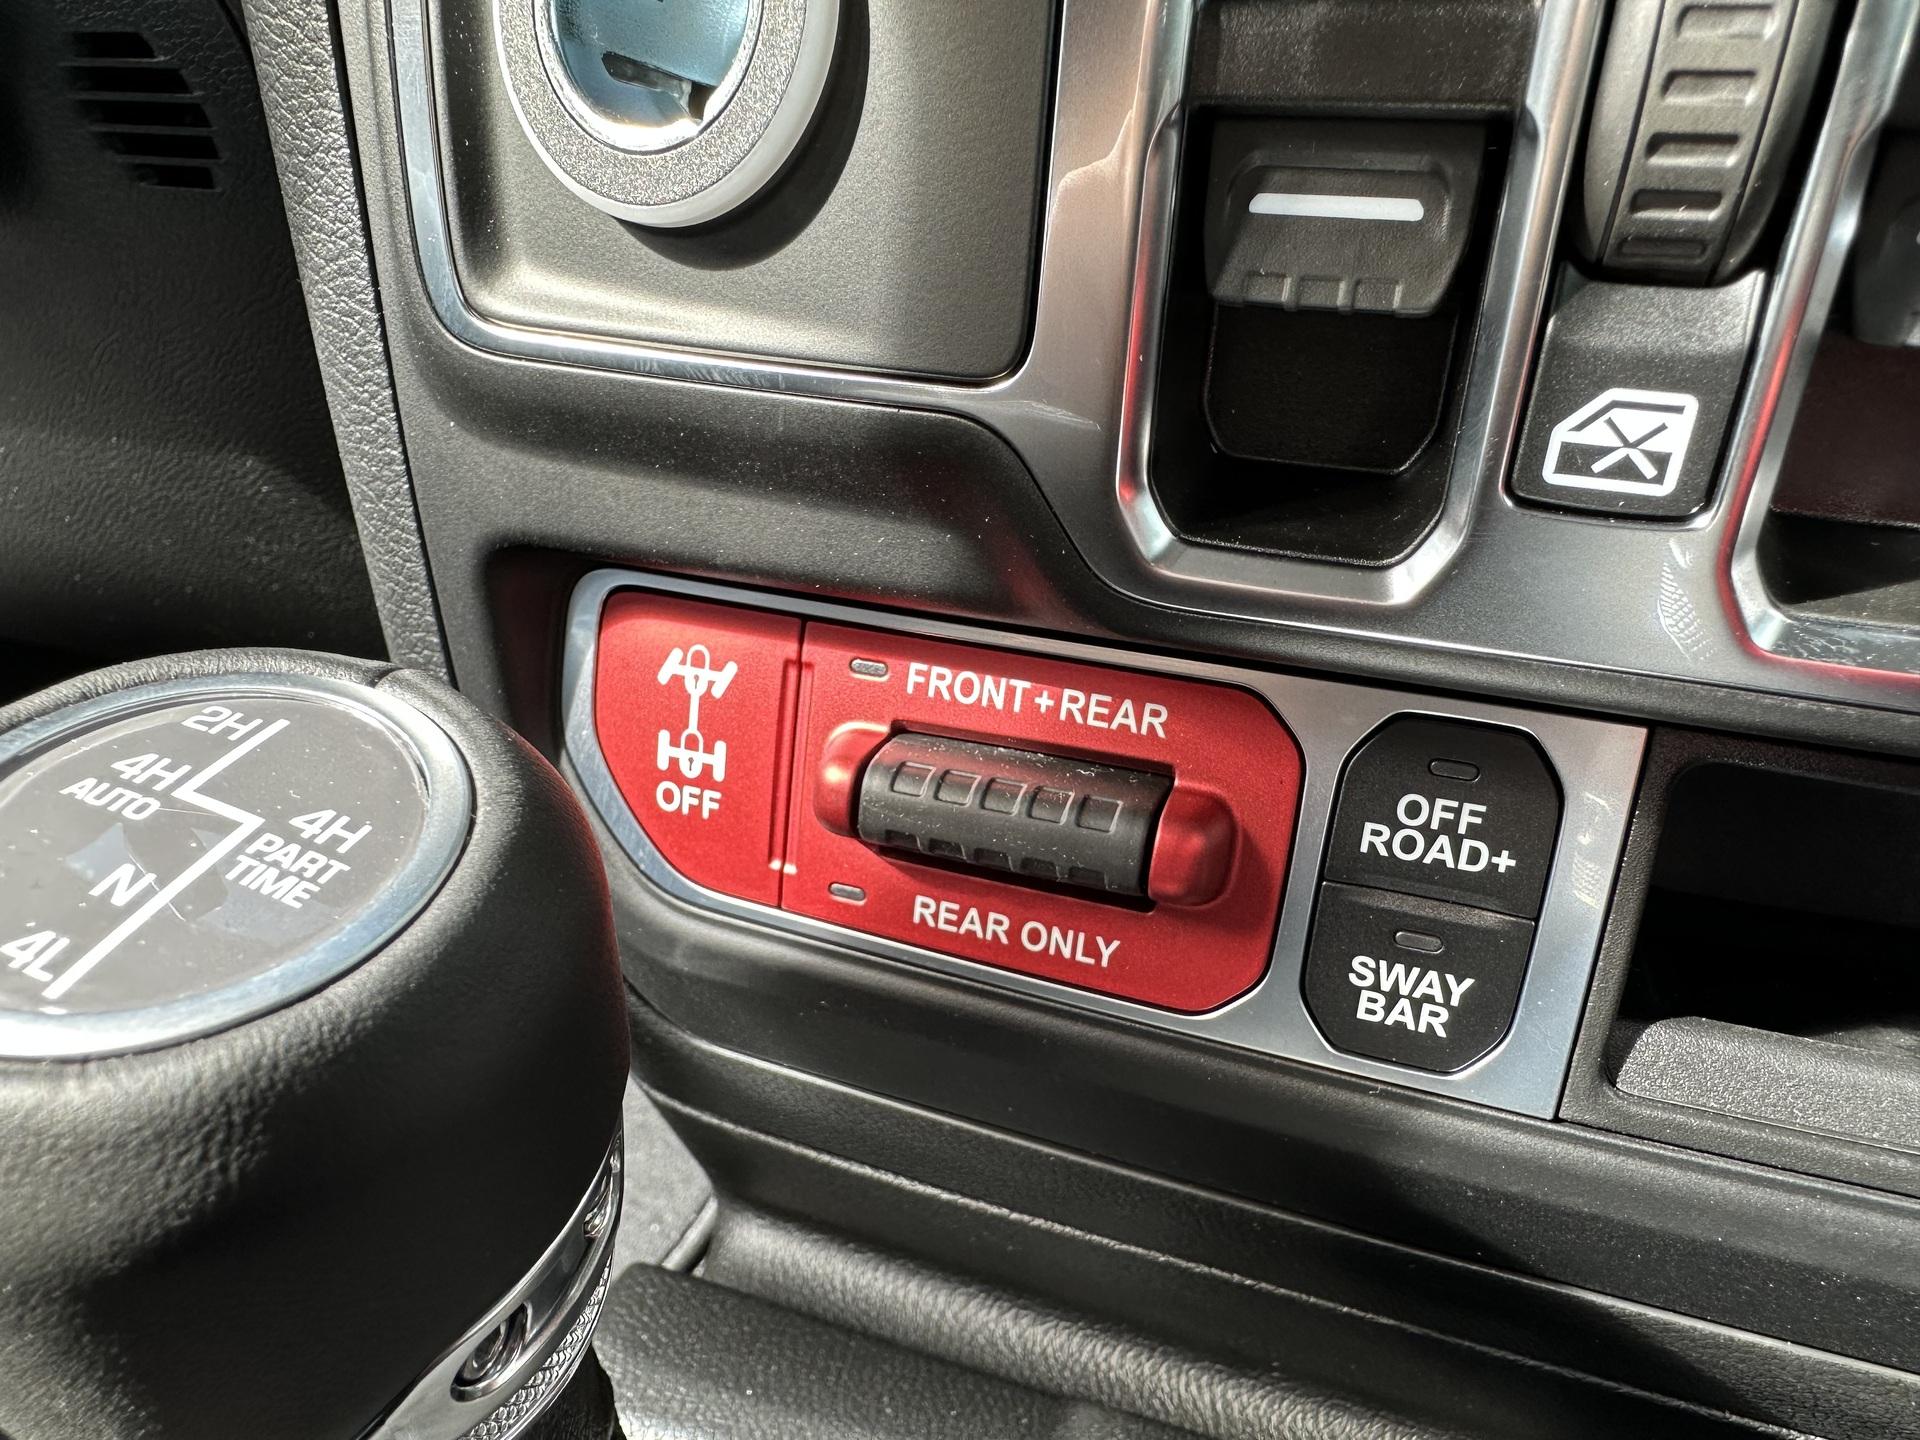 2H
4H
AUTO
4H
PART
TIME
N
4L
OFF
FRONT+REAR
REAR ONLY
OFF
ROAD+
SWAY
BAR